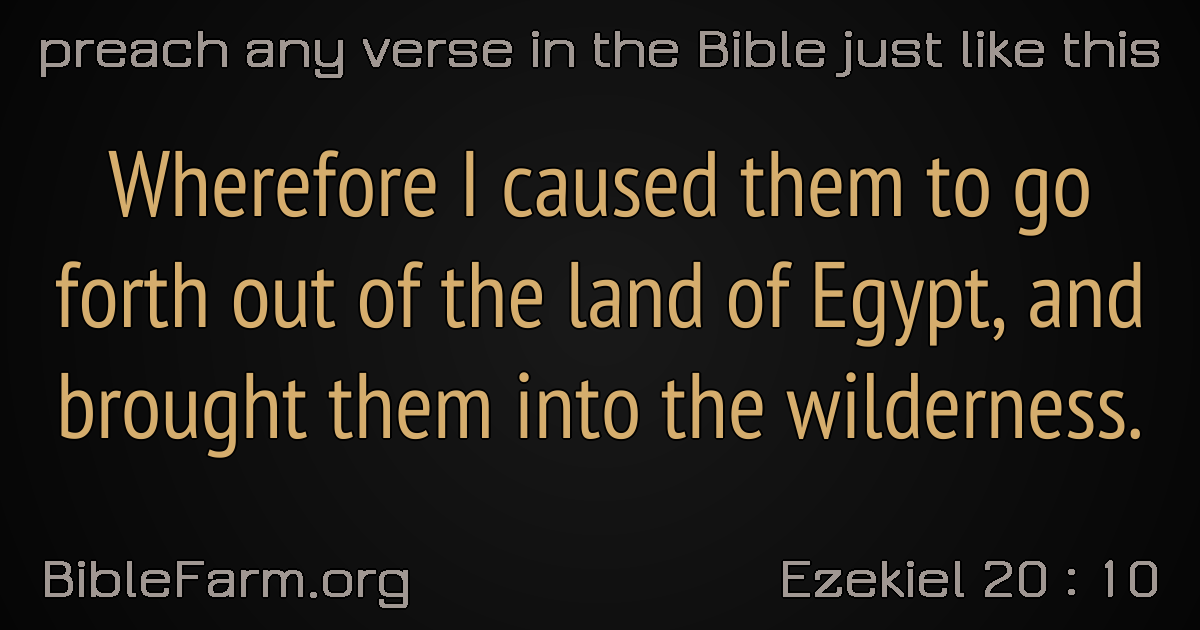 preach any verse in the Bible just like this
Wherefore I caused them to go
forth out of the land of Egypt, and
brought them into the wilderness.
BibleFarm.org
Ezekiel 20 : 10